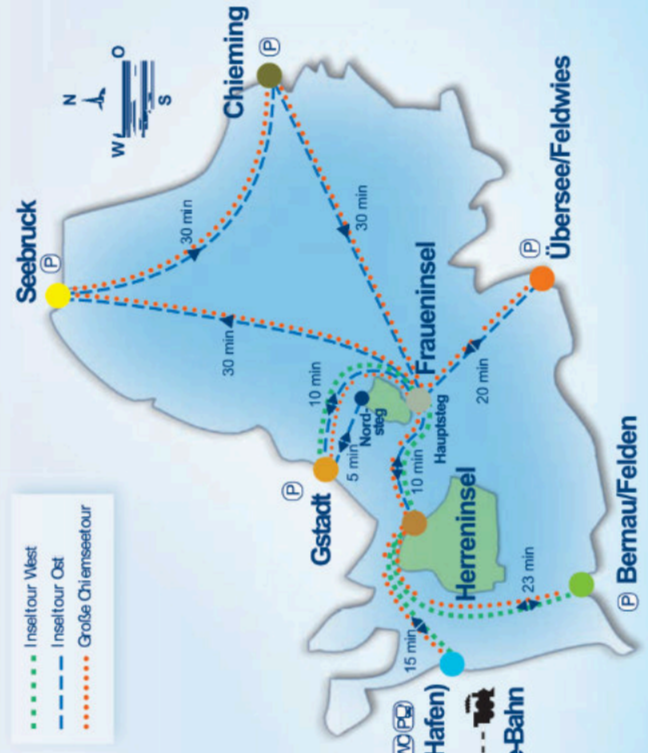 Inseltour West
Inseltour Ost
Große Chiemseetour
N
W
O
S
Seebruck
P
Chieming
P
30 min
30 min
30 min
Gstadt
P
10 min
5 min
Nord-
steg
Fraueninsel
Hauptsteg
10 min
20 min
Übersee/Feldwies
P
Herreninsel
15 min
23 min
Hafen)
P
-Bahn
P Bernau/Felden